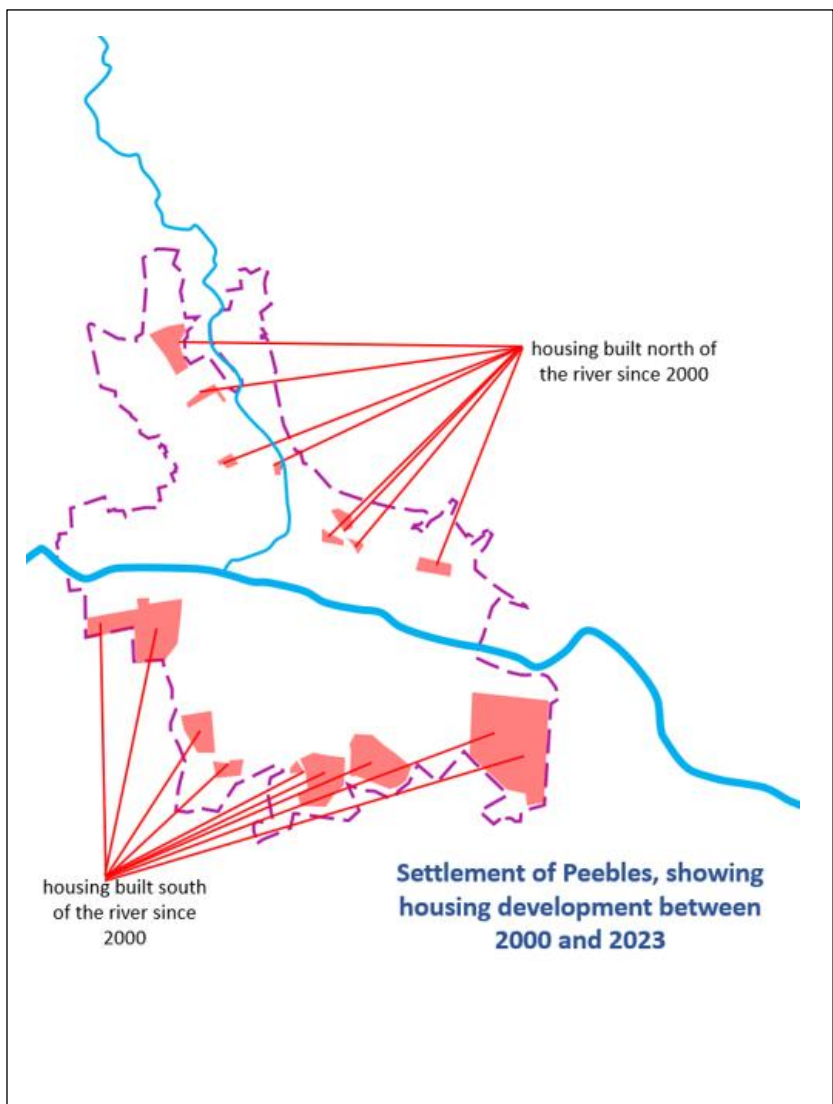 housing built north of
the river since 2000
housing built south
of the river since
2000
Settlement of Peebles, showing
housing development between
2000 and 2023